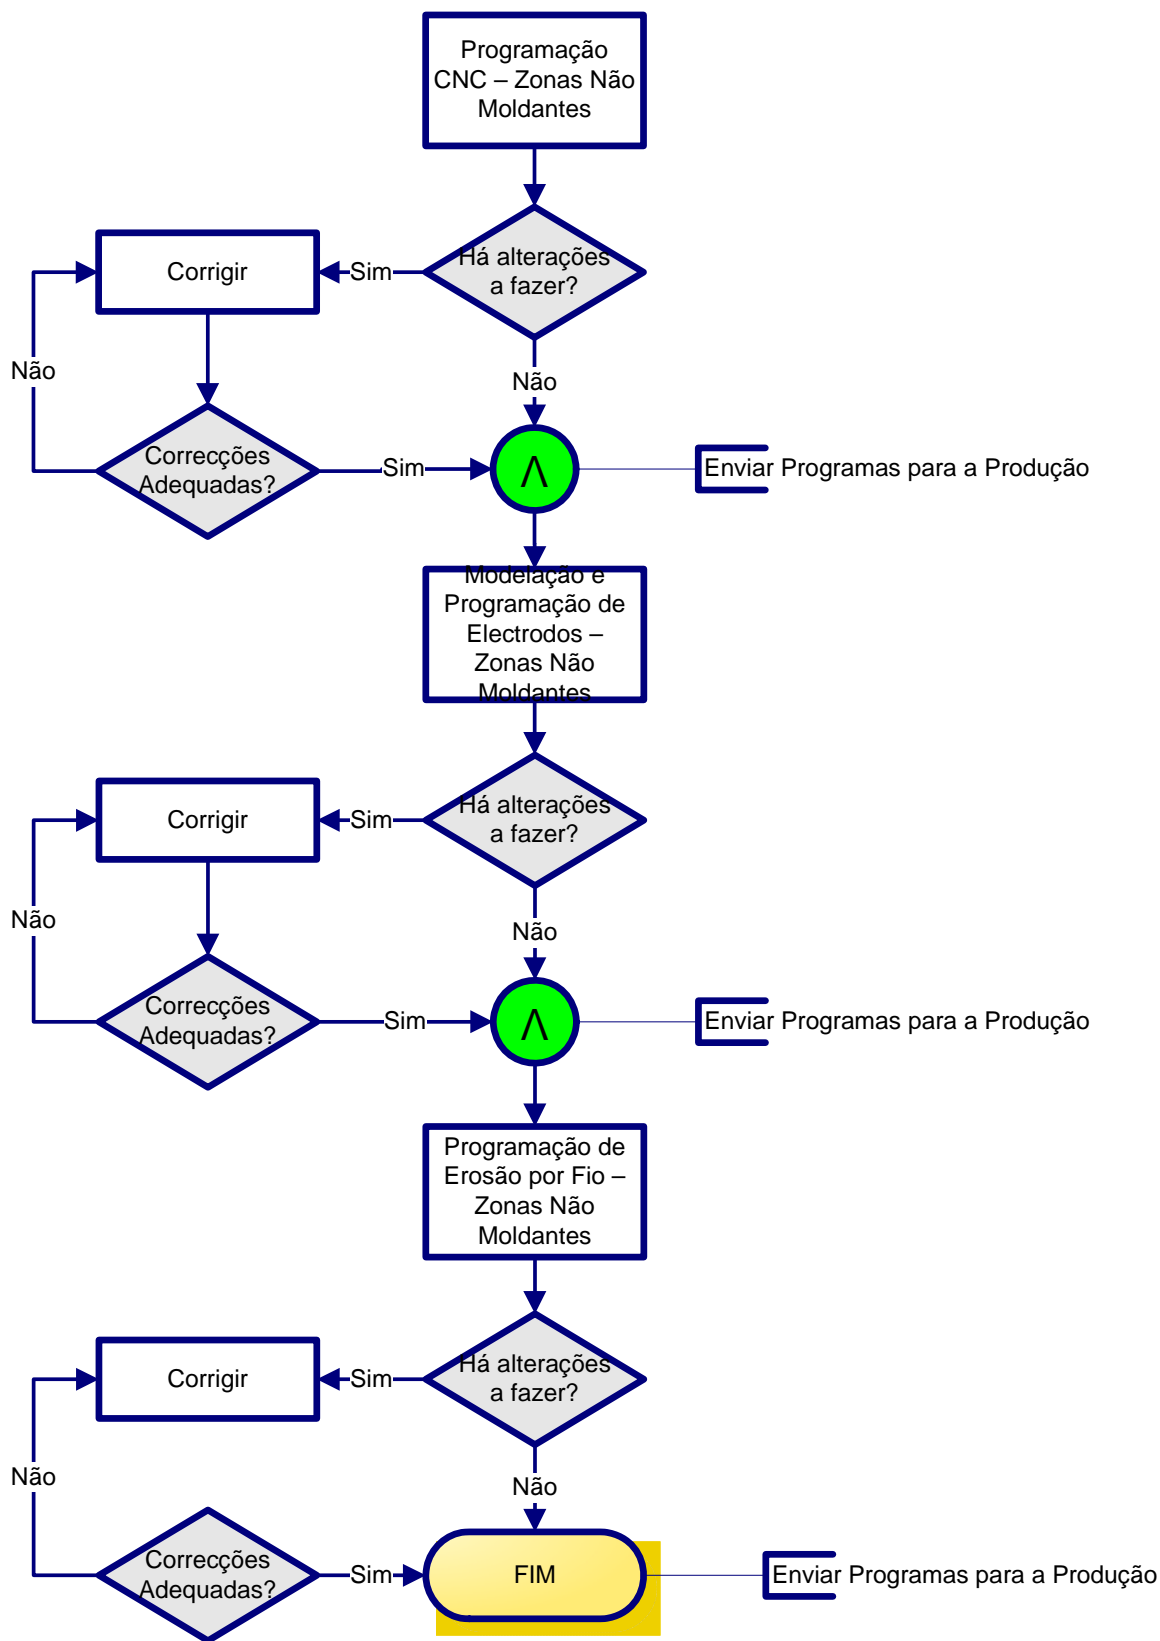 Programação
CNC – Zonas Não
Moldantes
Há alterações
a fazer?
Sim
Corrigir
Não
Não
Correcções
Adequadas?
Sim
Λ
Enviar Programas para a Produção
Modelação e
Programação de
Electrodos –
Zonas Não
Moldantes
Há alterações
a fazer?
Sim
Corrigir
Não
Não
Correcções
Adequadas?
Sim
Λ
Enviar Programas para a Produção
Programação de
Erosão por Fio –
Zonas Não
Moldantes
Há alterações
a fazer?
Sim
Corrigir
Não
Não
Correcções
Adequadas?
Sim
FIM
Enviar Programas para a Produção